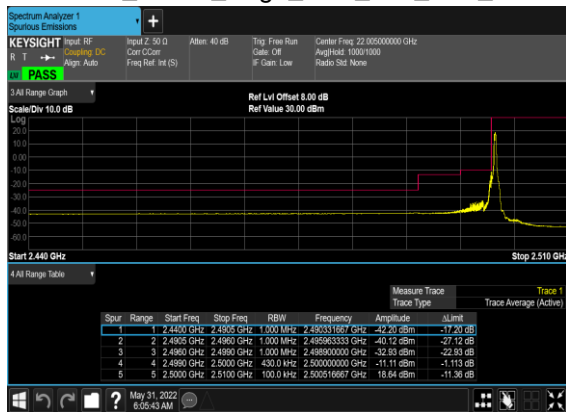 Spectrum Analyzer 1
Spurious Emissions
KEYSIGHT
R T
LW PASS
Input: RF
Coupling: DC
Align: Auto
Input Z: 50 Ω
Corr CCorr
Freq Ref: Int (S)
Atten: 40 dB
Trig: Free Run
Gate: Off
IF Gain: Low
Center Freq: 22.005000000 GHz
Avg|Hold: 1000/1000
Radio Std: None
3 All Range Graph
Scale/Div 10.0 dB
Ref Lvl Offset 8.00 dB
Ref Value 30.00 dBm
Log
20.0
10.0
0.00
-10.0
-20.0
-30.0
-40.0
-50.0
-60.0
Start 2.440 GHz
Stop 2.510 GHz
4 All Range Table
Measure Trace Trace 1
Trace Type Trace Average (Active)
Spur Range Start Freq Stop Freq RBW Frequency Amplitude ΔLimit
1 1 2.4400 GHz 2.4905 GHz 1.000 MHz 2.490331667 GHz -42.20 dBm -17.20 dB
2 2 2.4905 GHz 2.4960 GHz 1.000 MHz 2.495963333 GHz -40.12 dBm -27.12 dB
3 3 2.4960 GHz 2.4990 GHz 1.000 MHz 2.498900000 GHz -32.93 dBm -22.93 dB
4 4 2.4990 GHz 2.5000 GHz 430.0 kHz 2.500000000 GHz -11.11 dBm -1.113 dB
5 5 2.5000 GHz 2.5100 GHz 100.0 kHz 2.500516667 GHz 18.64 dBm -11.36 dB
?
May 31, 2022
6:05:43 AM